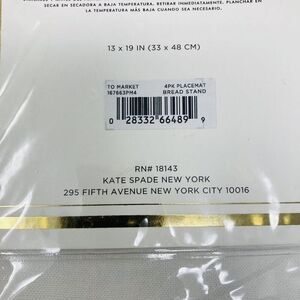 SECAR EN SECADORA A BAJA TEMPERATURA. RETIRAR INMEDIATAMENTE. PLANCHAR EN
LA TEMPERATURA MÁS BAJA CUANDO SEA NECESARIO.
13 x 19 IN (33 x 48 CM)
TO MARKET 4PK PLACEMAT
167683PM4 BREAD STAND
0 28332 66489 9
RN# 18143
KATE SPADE NEW YORK
295 FIFTH AVENUE NEW YORK CITY 10016